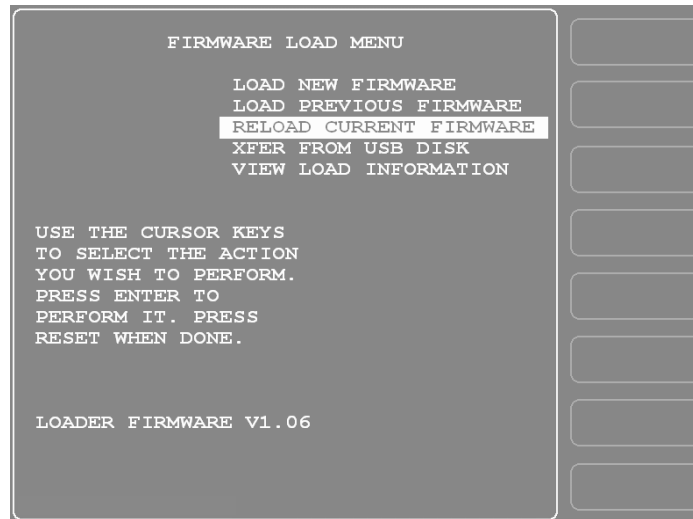 FIRMWARE LOAD MENU
LOAD NEW FIRMWARE
LOAD PREVIOUS FIRMWARE
RELOAD CURRENT FIRMWARE
XFER FROM USB DISK
VIEW LOAD INFORMATION
USE THE CURSOR KEYS
TO SELECT THE ACTION
YOU WISH TO PERFORM.
PRESS ENTER TO
PERFORM IT. PRESS
RESET WHEN DONE.
LOADER FIRMWARE V1.06